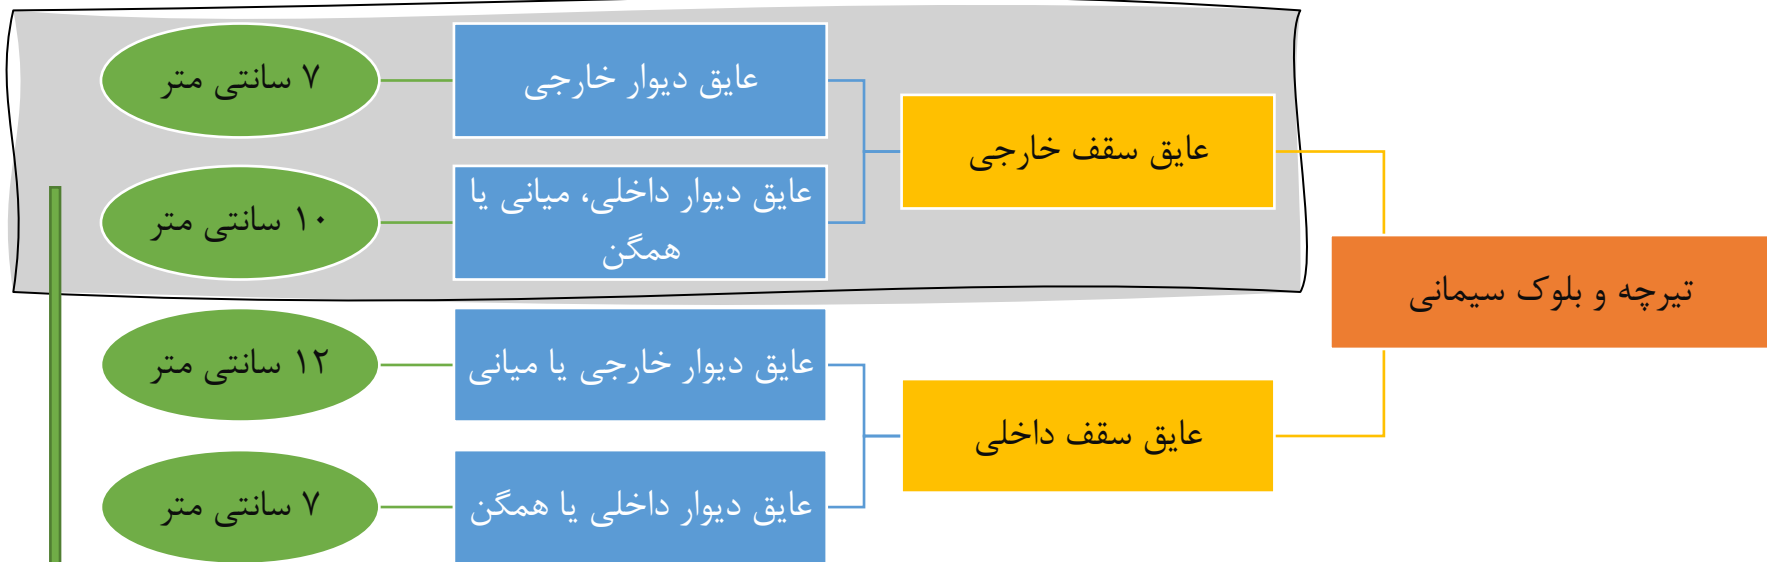 تیرچه و بلوک سیمانی
عایق سقف خارجی
عایق دیوار خارجی
۷ سانتی متر
عایق دیوار داخلی، میانی یا
همگن
۱۰ سانتی متر
عایق سقف داخلی
عایق دیوار خارجی یا میانی
۱۲ سانتی متر
عایق دیوار داخلی یا همگن
۷ سانتی متر